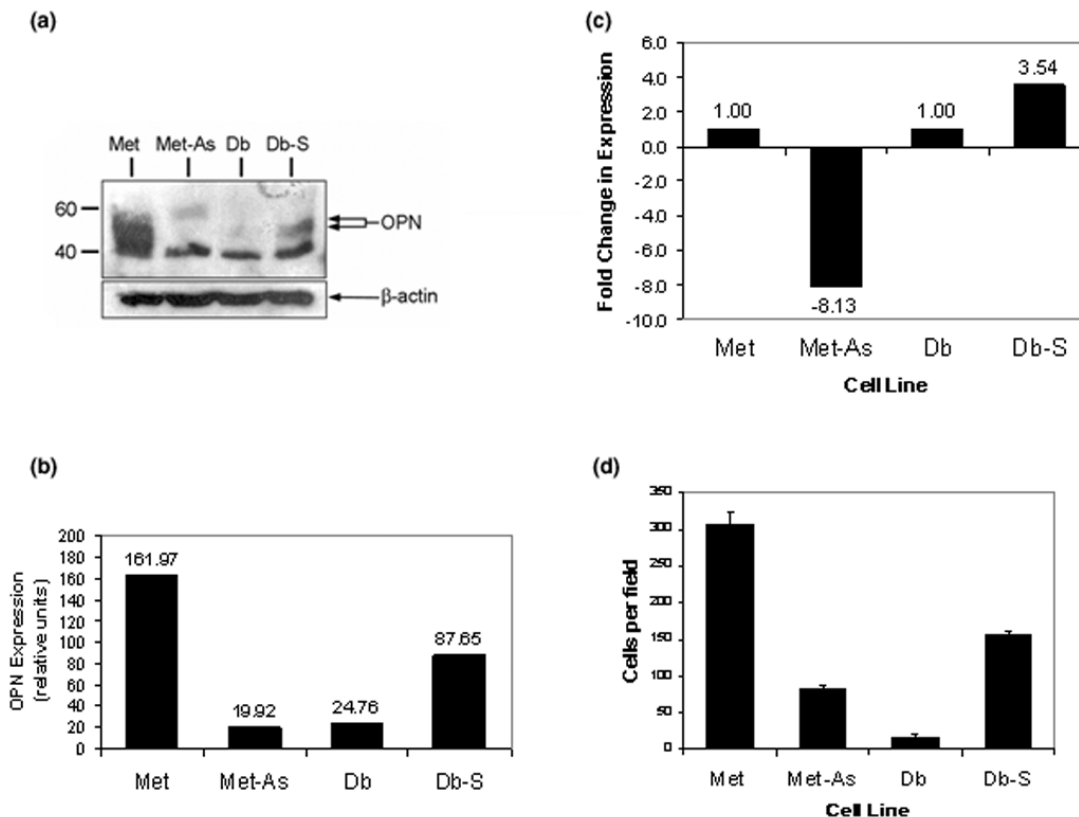 (a)
Met Met-As Db Db-S
60
40
OPN
β-actin
(b)
OPN Expression
(relative units)
200
180
160
140
120
100
80
60
40
20
0
161.97
19.92
24.76
87.65
Met Met-As Db Db-S
(c)
Fold Change in Expression
6.0
4.0
2.0
0.0
-2.0
-4.0
-6.0
-8.0
-10.0
1.00
-8.13
1.00
3.54
Met Met-As Db Db-S
Cell Line
(d)
Cells per field
350
300
250
200
150
100
50
0
Met Met-As Db Db-S
Cell Line